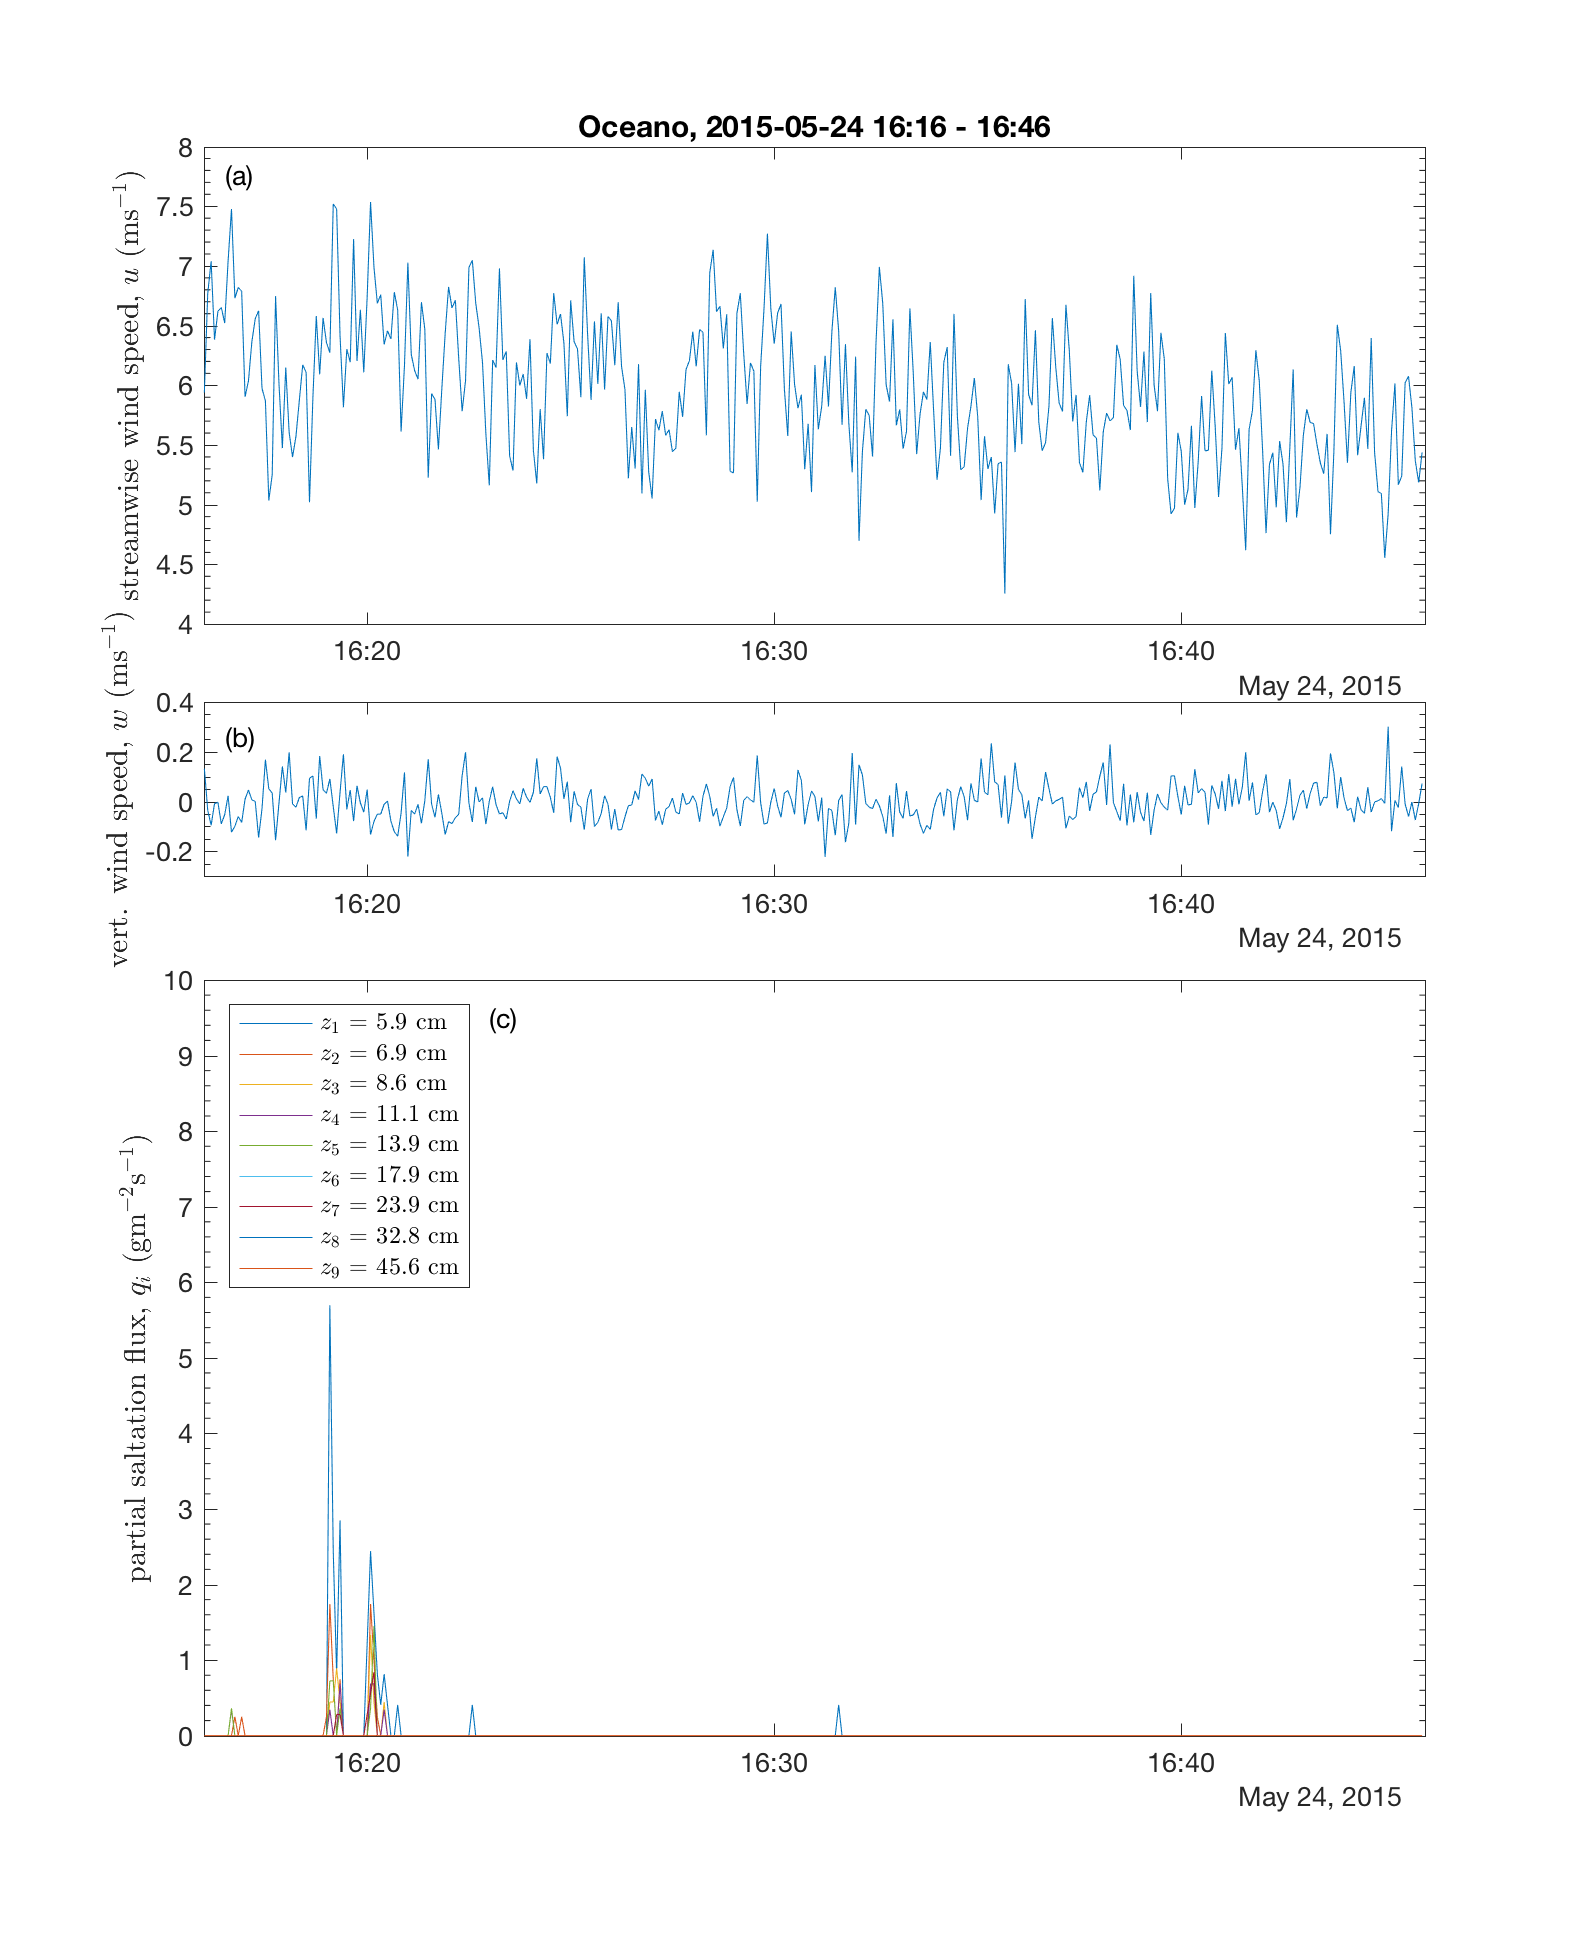 Oceano, 2015-05-24 16:16 - 16:46
(a)
streamwise wind speed, u (ms⁻¹)
8
7.5
7
6.5
6
5.5
5
4.5
4
16:20 16:30 16:40
May 24, 2015
(b)
vert. wind speed, w (ms⁻¹)
0.4
0.2
0
-0.2
16:20 16:30 16:40
May 24, 2015
(c)
partial saltation flux, qᵢ (gm⁻²s⁻¹)
10
9
8
7
6
5
4
3
2
1
0
z₁ = 5.9 cm
z₂ = 6.9 cm
z₃ = 8.6 cm
z₄ = 11.1 cm
z₅ = 13.9 cm
z₆ = 17.9 cm
z₇ = 23.9 cm
z₈ = 32.8 cm
z₉ = 45.6 cm
16:20 16:30 16:40
May 24, 2015